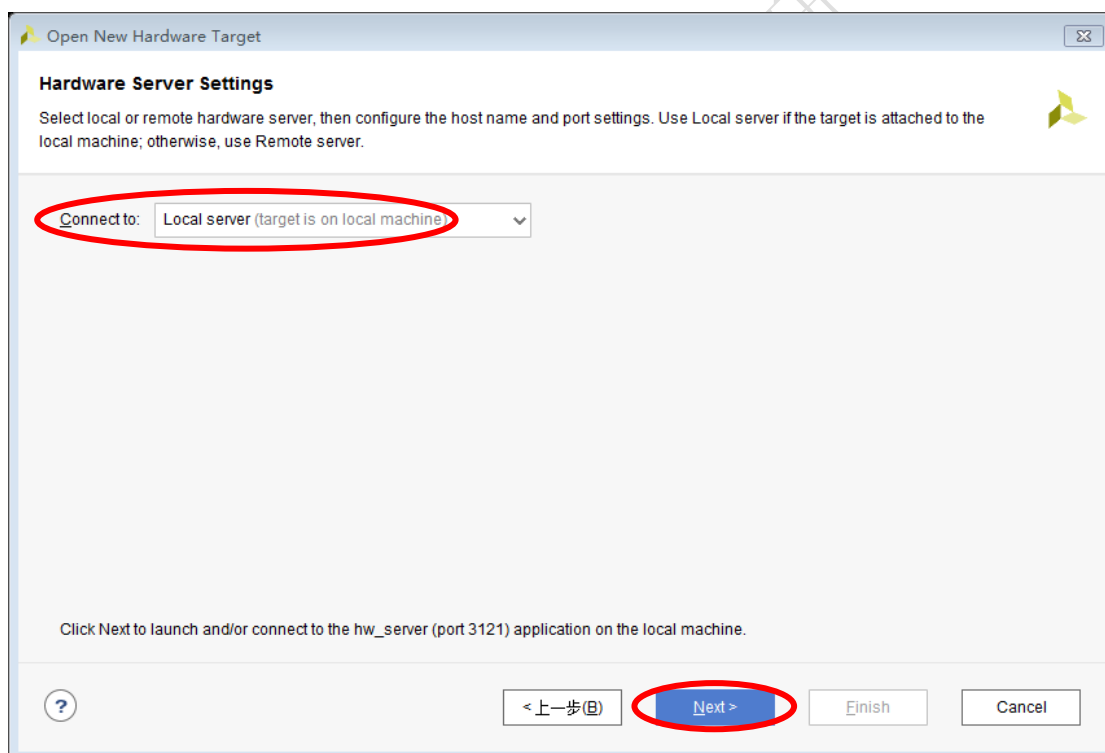 Open New Hardware Target
Hardware Server Settings
Select local or remote hardware server, then configure the host name and port settings. Use Local server if the target is attached to the
local machine; otherwise, use Remote server.
Connect to: Local server (target is on local machine)
Click Next to launch and/or connect to the hw_server (port 3121) application on the local machine.
? <上一步(B) Next > Finish Cancel